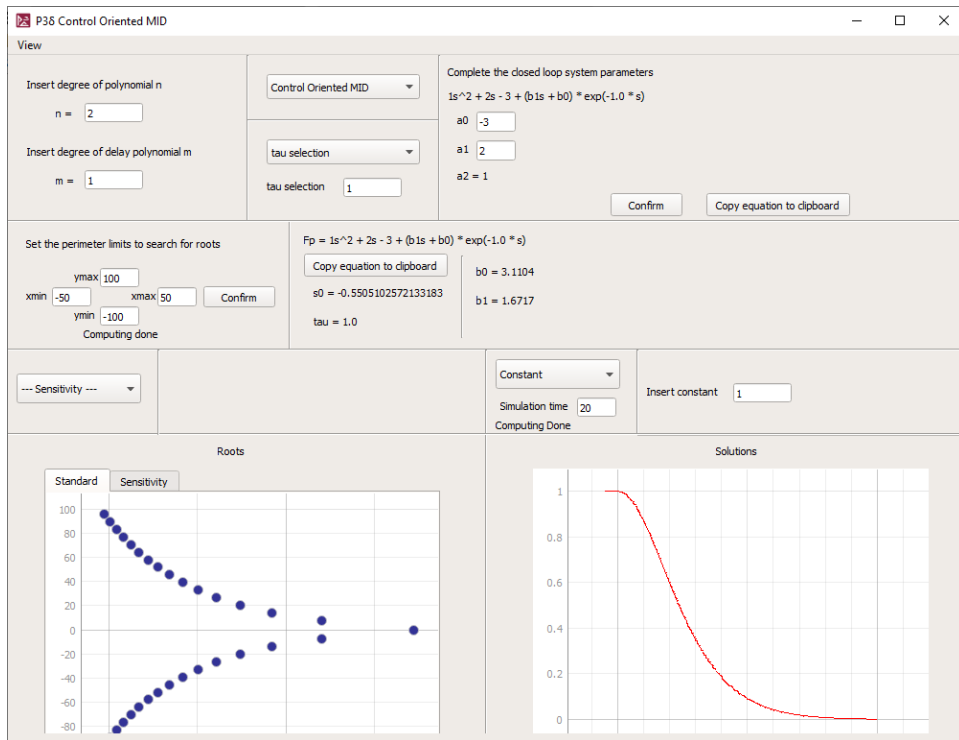 P3δ Control Oriented MID
View
Insert degree of polynomial n
n = 2
Insert degree of delay polynomial m
m = 1
Control Oriented MID
tau selection
tau selection 1
Complete the closed loop system parameters
1s^2 + 2s - 3 + (b1s + b0) * exp(-1.0 * s)
a0 -3
a1 2
a2 = 1
Confirm Copy equation to clipboard
Set the perimeter limits to search for roots
ymax 100
xmin -50 xmax 50 Confirm
ymin -100
Computing done
Fp = 1s^2 + 2s - 3 + (b1s + b0) * exp(-1.0 * s)
Copy equation to clipboard
s0 = -0.5505102572133183
tau = 1.0
b0 = 3.1104
b1 = 1.6717
--- Sensitivity ---
Constant
Simulation time 20
Computing Done
Insert constant 1
Roots
Standard Sensitivity
100
80
60
40
20
0
-20
-40
-60
-80
Solutions
1
0.8
0.6
0.4
0.2
0